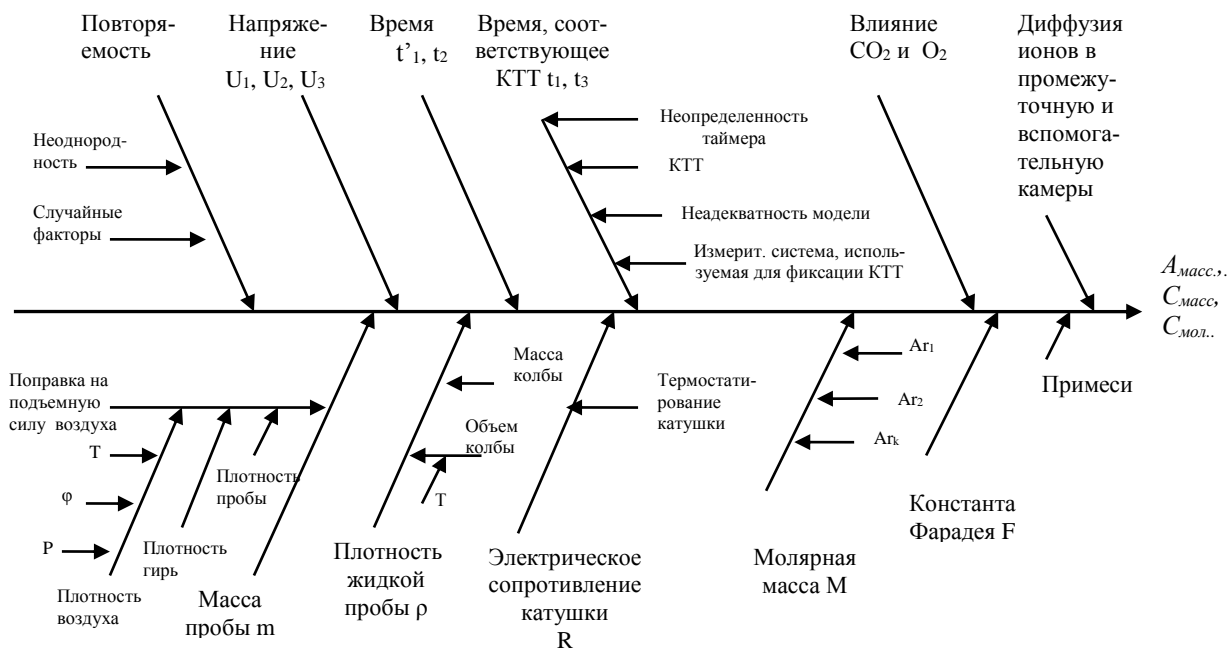 Повторя-
емость
Напряже-
ние
U₁, U₂, U₃
Время
t’₁, t₂
Время, соот-
ветствующее
КТТ t₁, t₃
Влияние
CO₂ и O₂
Диффузия
ионов в
промежу-
точную и
вспомога-
тельную
камеры
Неоднород-
ность
Случайные
факторы
Неопределенность
таймера
КТТ
Неадекватность модели
Измерит. система, исполь-
зуемая для фиксации КТТ
Aмасс.,.
Cмасс,
Cмол..
Поправка на
подъемную
силу воздуха
T
φ
P
Плотность
воздуха
Плотность
гирь
Плотность
пробы
Масса
пробы m
Масса
колбы
Объем
колбы
T
Плотность
жидкой
пробы ρ
Термостати-
рование
катушки
Электрическое
сопротивление
катушки
R
Ar₁
Ar₂
Arₖ
Молярная
масса М
Константа
Фарадея F
Примеси